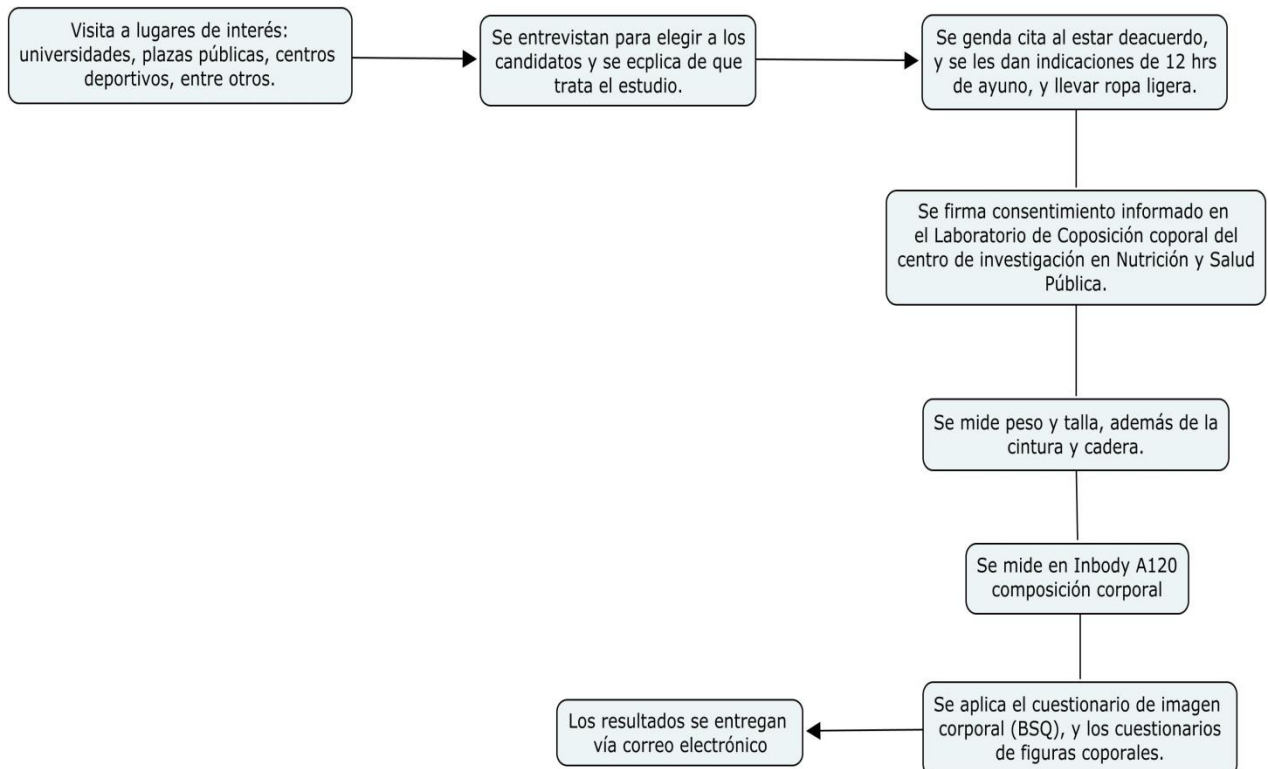 Visita a lugares de interés:
universidades, plazas públicas, centros
deportivos, entre otros.
Se entrevistan para elegir a los
candidatos y se ecplica de que
trata el estudio.
Se genda cita al estar deacuerdo,
y se les dan indicaciones de 12 hrs
de ayuno, y llevar ropa ligera.
Se firma consentimiento informado en
el Laboratorio de Coposición coporal del
centro de investigación en Nutrición y Salud
Pública.
Se mide peso y talla, además de la
cintura y cadera.
Se mide en Inbody A120
composición corporal
Se aplica el cuestionario de imagen
corporal (BSQ), y los cuestionarios
de figuras coporales.
Los resultados se entregan
vía correo electrónico